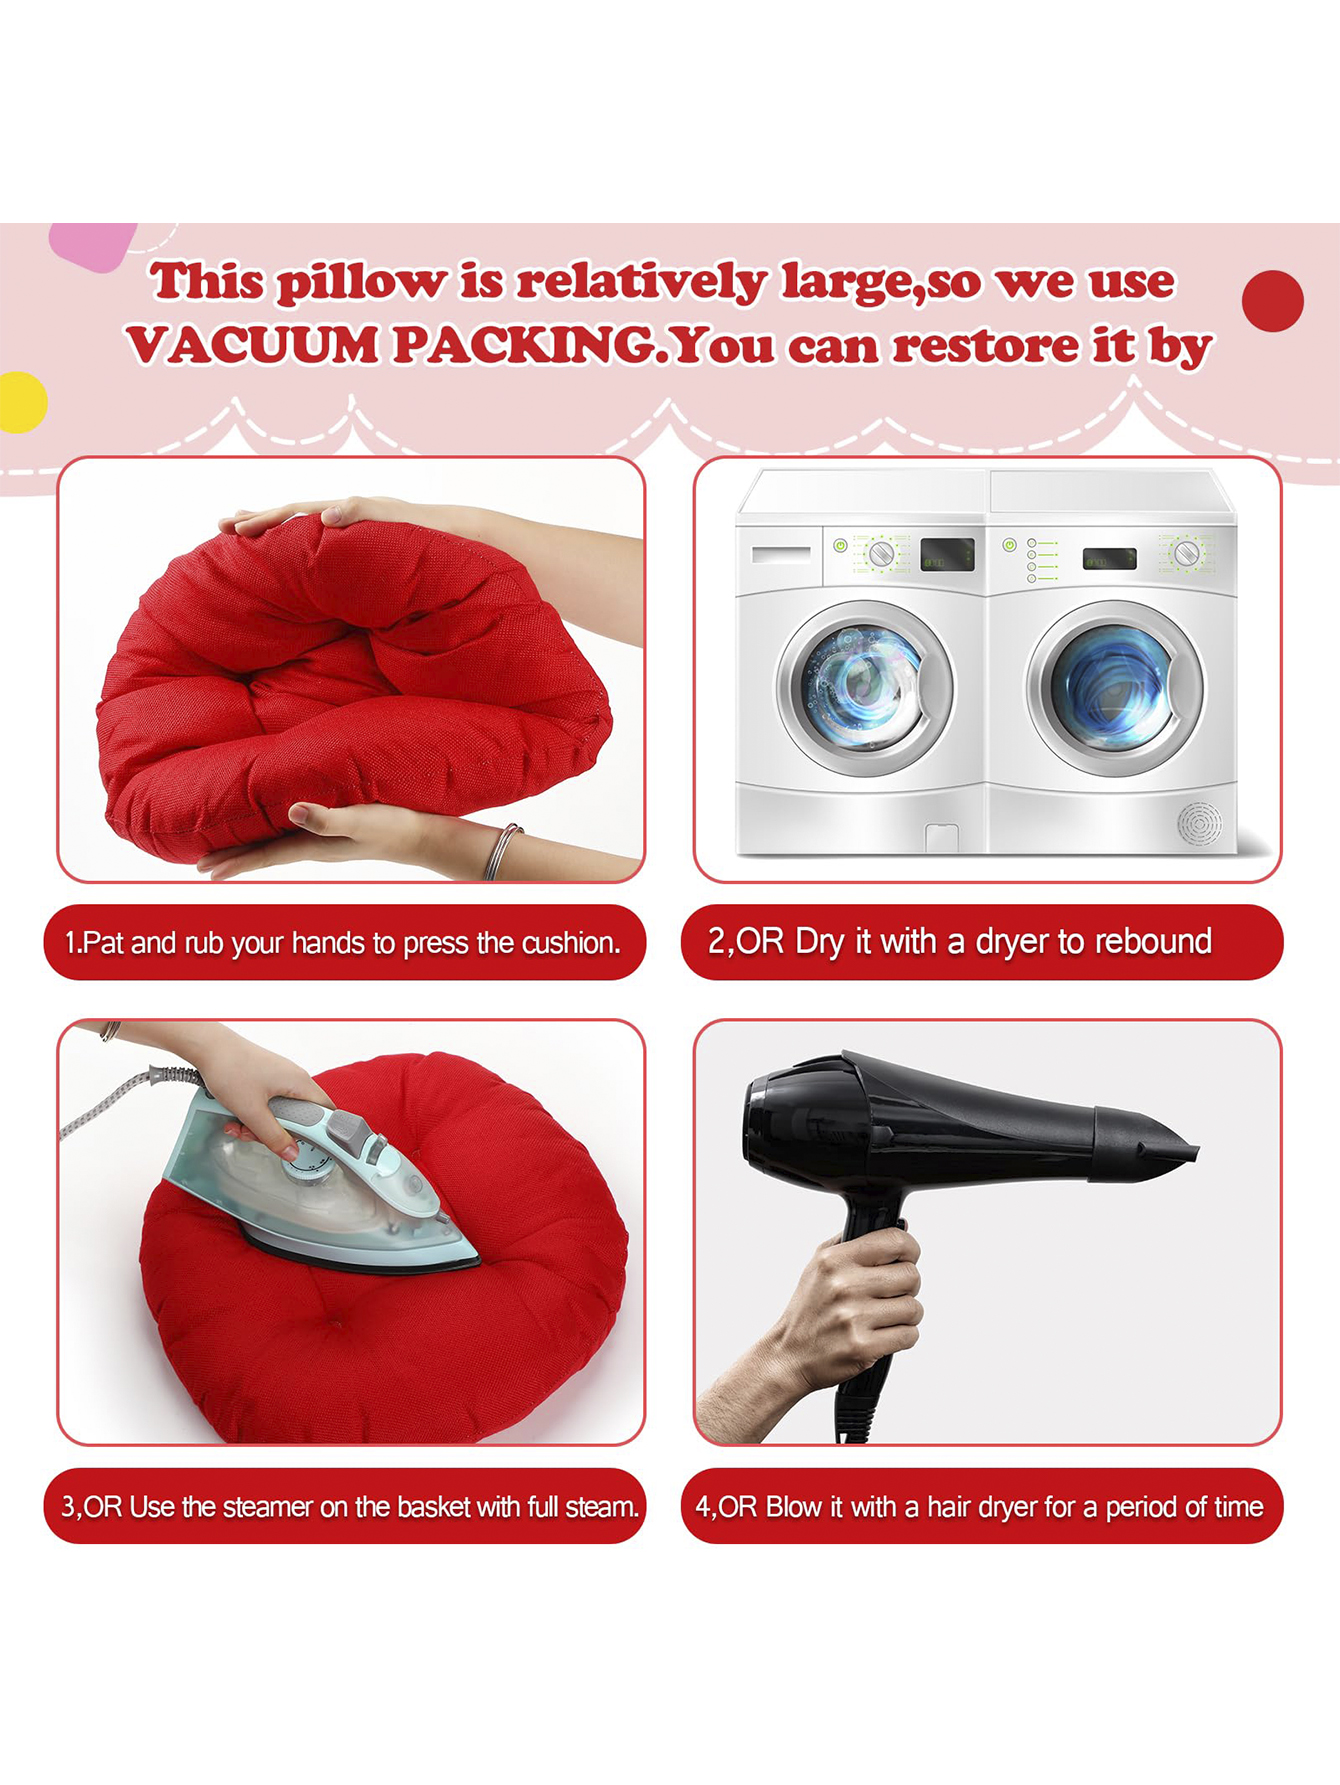 This pillow is relatively large,so we use
VACUUM PACKING.You can restore it by
1.Pat and rub your hands to press the cushion.
2,OR Dry it with a dryer to rebound
3,OR Use the steamer on the basket with full steam.
4,OR Blow it with a hair dryer for a period of time